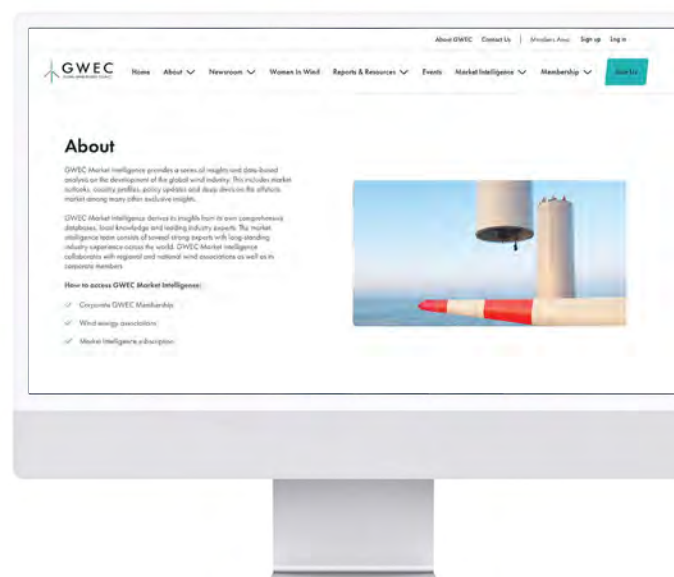 About GWEC Contact Us | Members Area Sign up Log in
GWEC
GLOBAL WIND ENERGY COUNCIL
Home About Newsroom Women In Wind Reports & Resources Events Market Intelligence Membership Join Us
About
GWEC Market Intelligence provides a series of insights and data-based
analysis on the development of the global wind industry. This includes market
outlooks, country profiles, policy updates and deep-dives on the offshore
market among many other exclusive insights.
GWEC Market Intelligence derives its insights from its own comprehensive
databases, local knowledge and leading industry experts. The market
intelligence team consists of several strong experts with long-standing
industry experience across the world. GWEC Market Intelligence
collaborates with regional and national wind associations as well as its
corporate members
How to access GWEC Market Intelligence:
Corporate GWEC Membership
Wind energy associations
Market Intelligence subscription